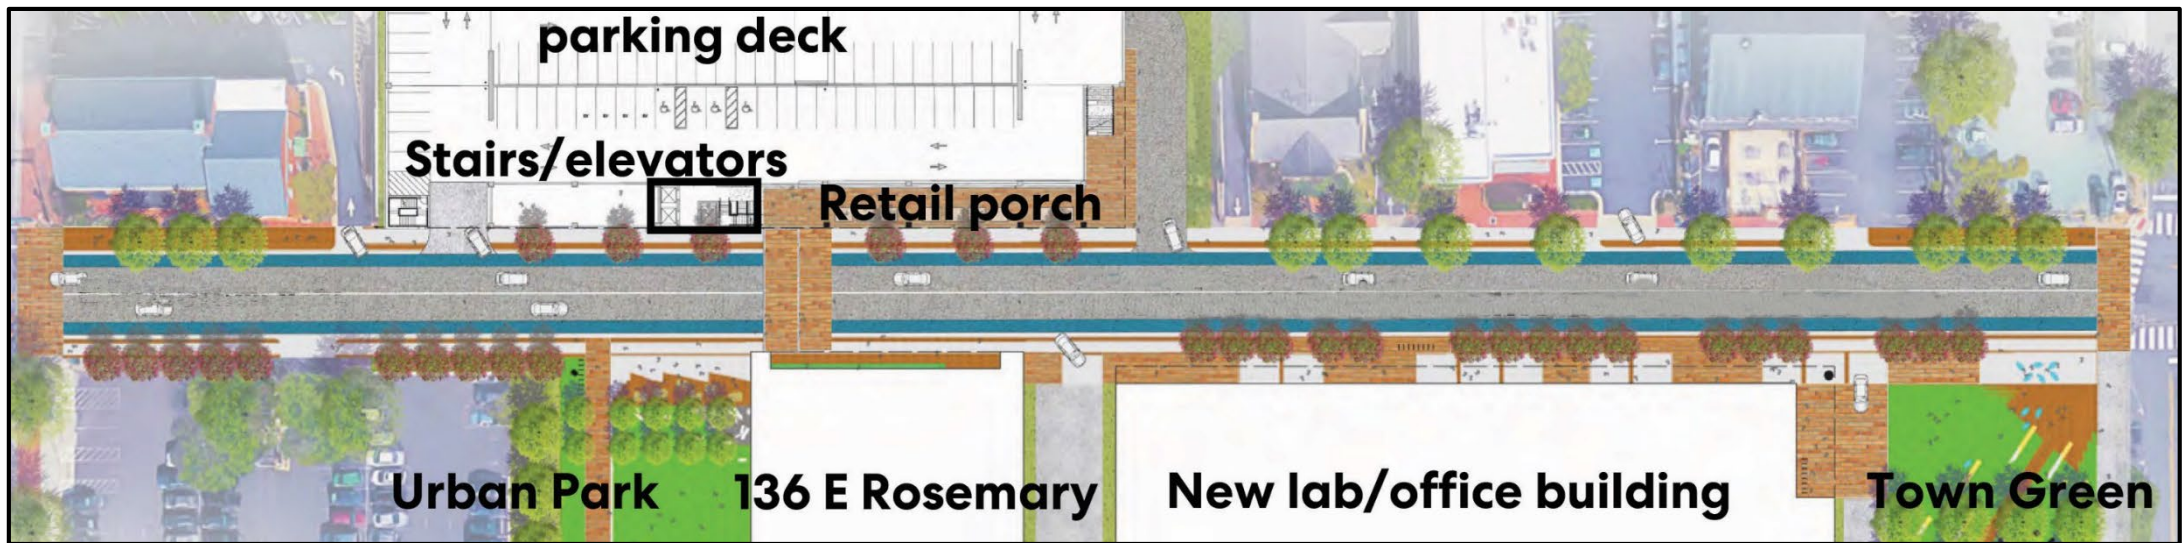 parking deck
Stairs/elevators
Retail porch
Urban Park
136 E Rosemary
New lab/office building
Town Green